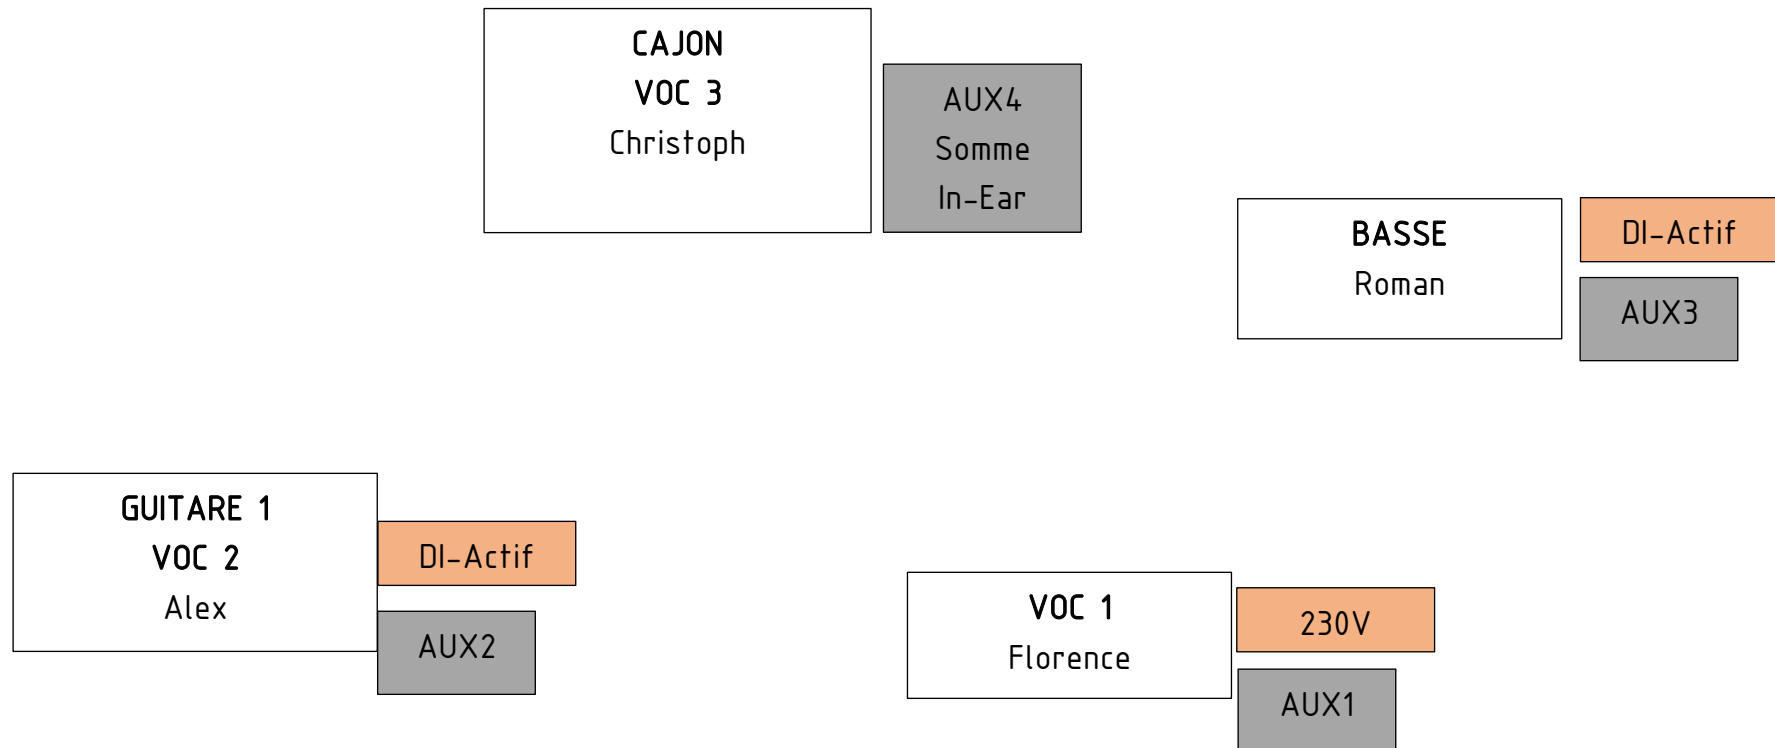 CAJON
VOC 3
Christoph
AUX4
Somme
In-Ear
BASSE
Roman
DI-Actif
AUX3
GUITARE 1
VOC 2
Alex
DI-Actif
AUX2
VOC 1
Florence
230V
AUX1